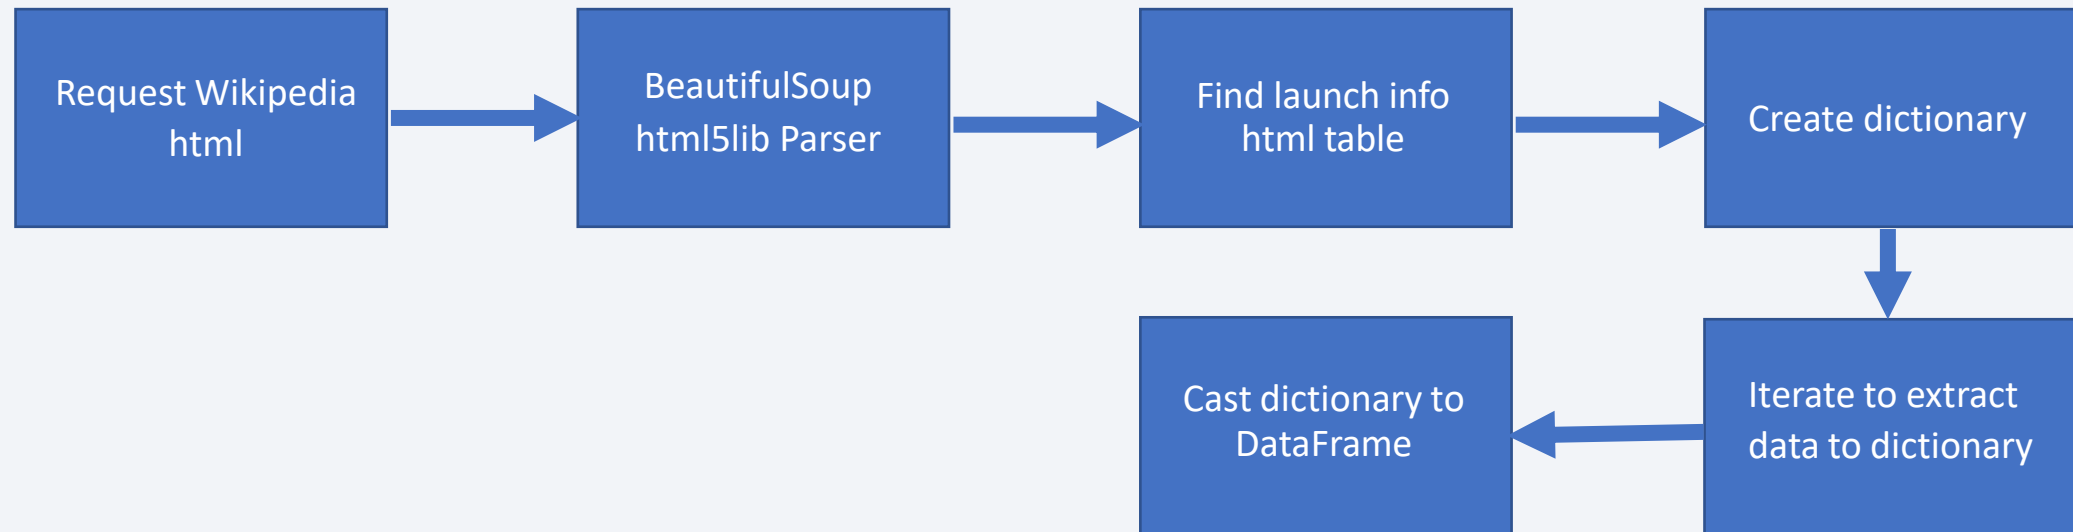 Request Wikipedia
html
BeautifulSoup
html5lib Parser
Find launch info
html table
Create dictionary
Iterate to extract
data to dictionary
Cast dictionary to
DataFrame